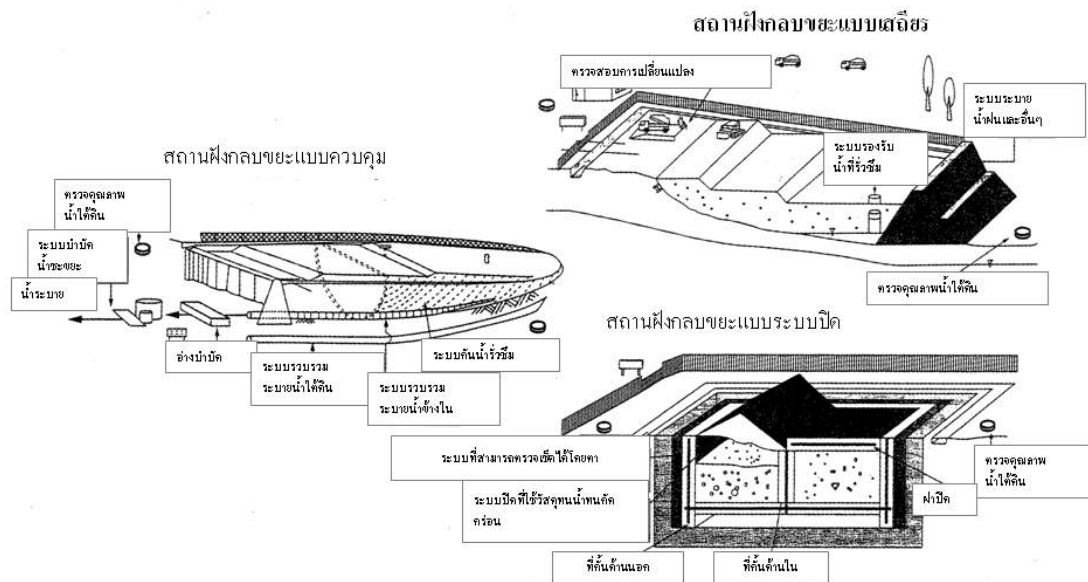 สถานฝังกลบขยะแบบเสถียร
ตรวจสอบการเปลี่ยนแปลง
ระบบระบาย
น้ำฝนและอื่นๆ
ระบบรองรับ
น้ำที่รั่วซึม
ตรวจคุณภาพน้ำใต้ดิน
สถานฝังกลบขยะแบบควบคุม
ตรวจคุณภาพ
น้ำใต้ดิน
ระบบบำบัด
น้ำชะขยะ
น้ำระบาย
อ่างบำบัด
ระบบรวบรวม
ระบายน้ำใต้ดิน
ระบบรวบรวม
ระบายน้ำข้างใน
ระบบกันน้ำรั่วซึม
สถานฝังกลบขยะแบบระบบปิด
ระบบที่สามารถตรวจเช็คได้โดยตา
ระบบปิดที่ใช้วัสดุทนน้ำทนกัด
กร่อน
ที่กั้นด้านนอก
ที่กั้นด้านใน
ฝาปิด
ตรวจคุณภาพ
น้ำใต้ดิน